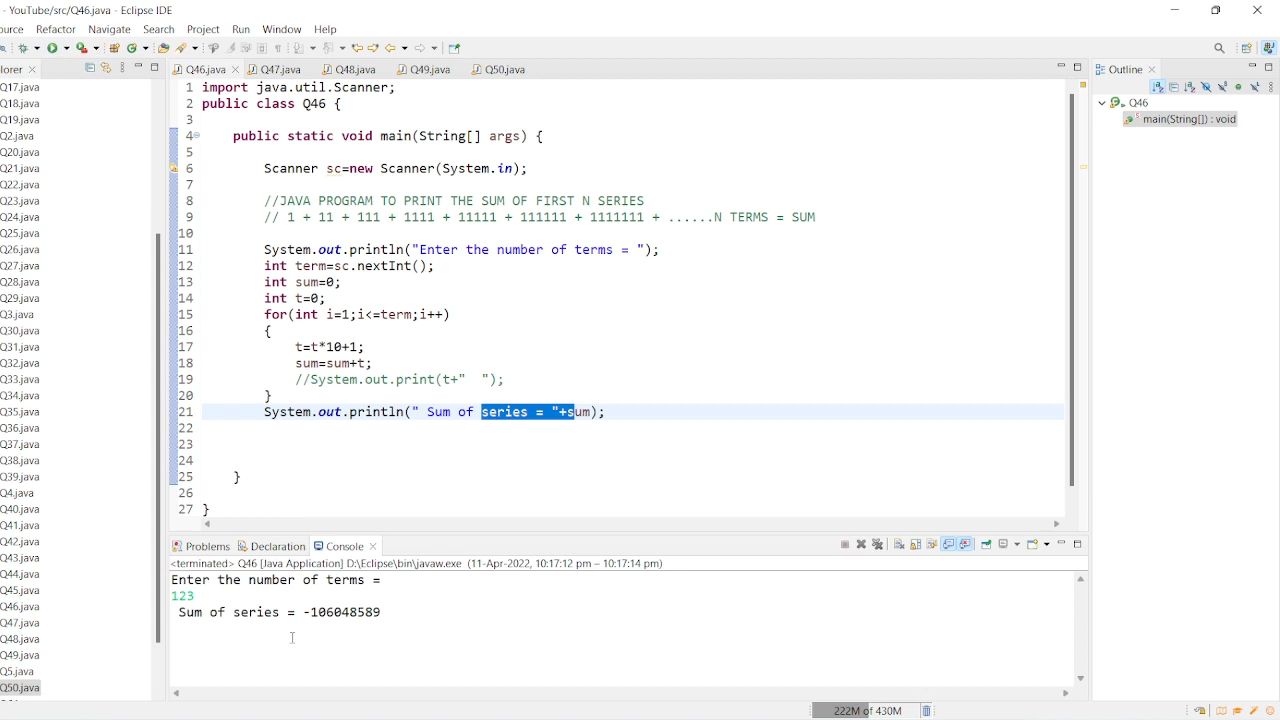 - YouTube/src/Q46.java - Eclipse IDE
ource Refactor Navigate Search Project Run Window Help
lorer
Q46.java Q47.java Q48.java Q49.java Q50.java
Outline
Q17.java
Q18.java
Q19.java
Q2.java
Q20.java
Q21.java
Q22.java
Q23.java
Q24.java
Q25.java
Q26.java
Q27.java
Q28.java
Q29.java
Q3.java
Q30.java
Q31.java
Q32.java
Q33.java
Q34.java
Q35.java
Q36.java
Q37.java
Q38.java
Q39.java
Q4.java
Q40.java
Q41.java
Q42.java
Q43.java
Q44.java
Q45.java
Q46.java
Q47.java
Q48.java
Q49.java
Q5.java
Q50.java
1 import java.util.Scanner;
2 public class Q46 {
3
4 public static void main(String[] args) {
5
6 Scanner sc=new Scanner(System.in);
7
8 //JAVA PROGRAM TO PRINT THE SUM OF FIRST N SERIES
9 // 1 + 11 + 111 + 1111 + 11111 + 111111 + 1111111 + ......N TERMS = SUM
10
11 System.out.println("Enter the number of terms = ");
12 int term=sc.nextInt();
13 int sum=0;
14 int t=0;
15 for(int i=1;i<=term;i++)
16 {
17 t=t*10+1;
18 sum=sum+t;
19 //System.out.print(t+" ");
20 }
21 System.out.println(" Sum of series = "+sum);
22
23
24
25 }
26
27 }
Q46
main(String[]) : void
Problems Declaration Console
<terminated> Q46 [Java Application] D:\Eclipse\bin\javaw.exe (11-Apr-2022, 10:17:12 pm – 10:17:14 pm)
Enter the number of terms =
123
Sum of series = -106048589
222M of 430M